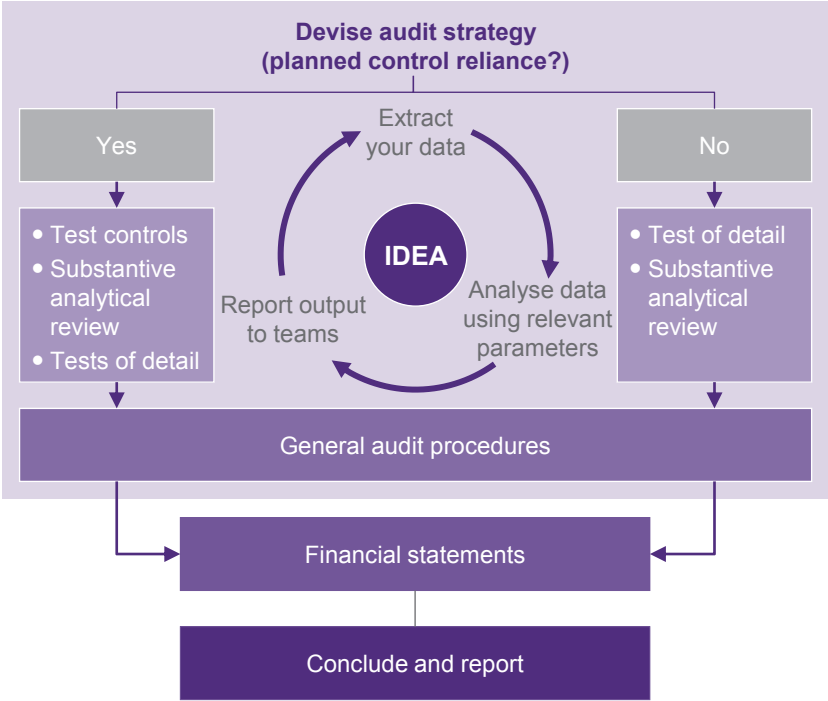 Devise audit strategy
(planned control reliance?)
Yes
Extract
your data
No
• Test controls
• Substantive
analytical
review
• Tests of detail
IDEA
Report output
to teams
Analyse data
using relevant
parameters
• Test of detail
• Substantive
analytical
review
General audit procedures
Financial statements
Conclude and report